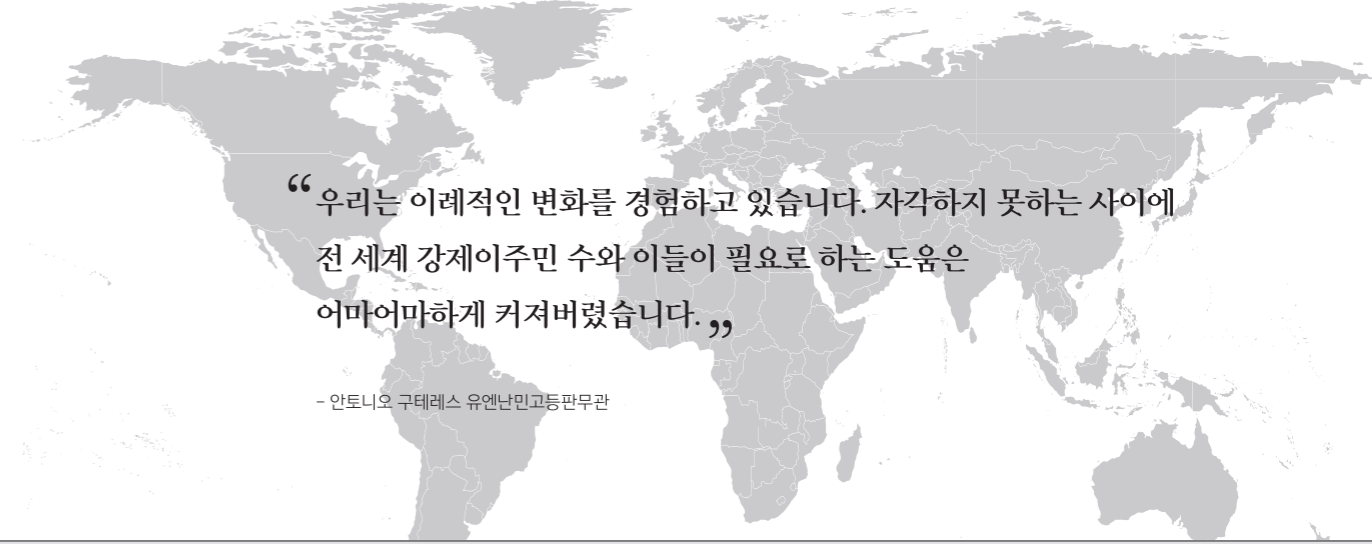 “ 우리는 이례적인 변화를 경험하고 있습니다. 자각하지 못하는 사이에
전 세계 강제이주민 수와 이들이 필요로 하는 도움은
어마어마하게 커져버렸습니다. ”
– 안토니오 구테레스 유엔난민고등판무관